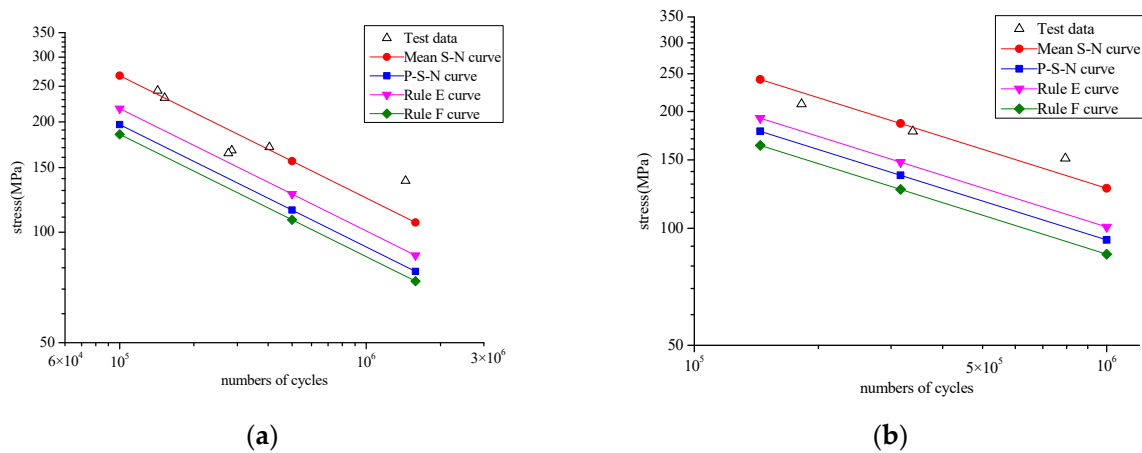 350
300
250
200
150
100
50
stress(MPa)
6×10⁴
10⁵
10⁶
3×10⁶
numbers of cycles
Test data
Mean S-N curve
P-S-N curve
Rule E curve
Rule F curve
(a)
350
300
250
200
150
100
50
stress(MPa)
10⁵
5×10⁵
10⁶
numbers of cycles
Test data
Mean S-N curve
P-S-N curve
Rule E curve
Rule F curve
(b)